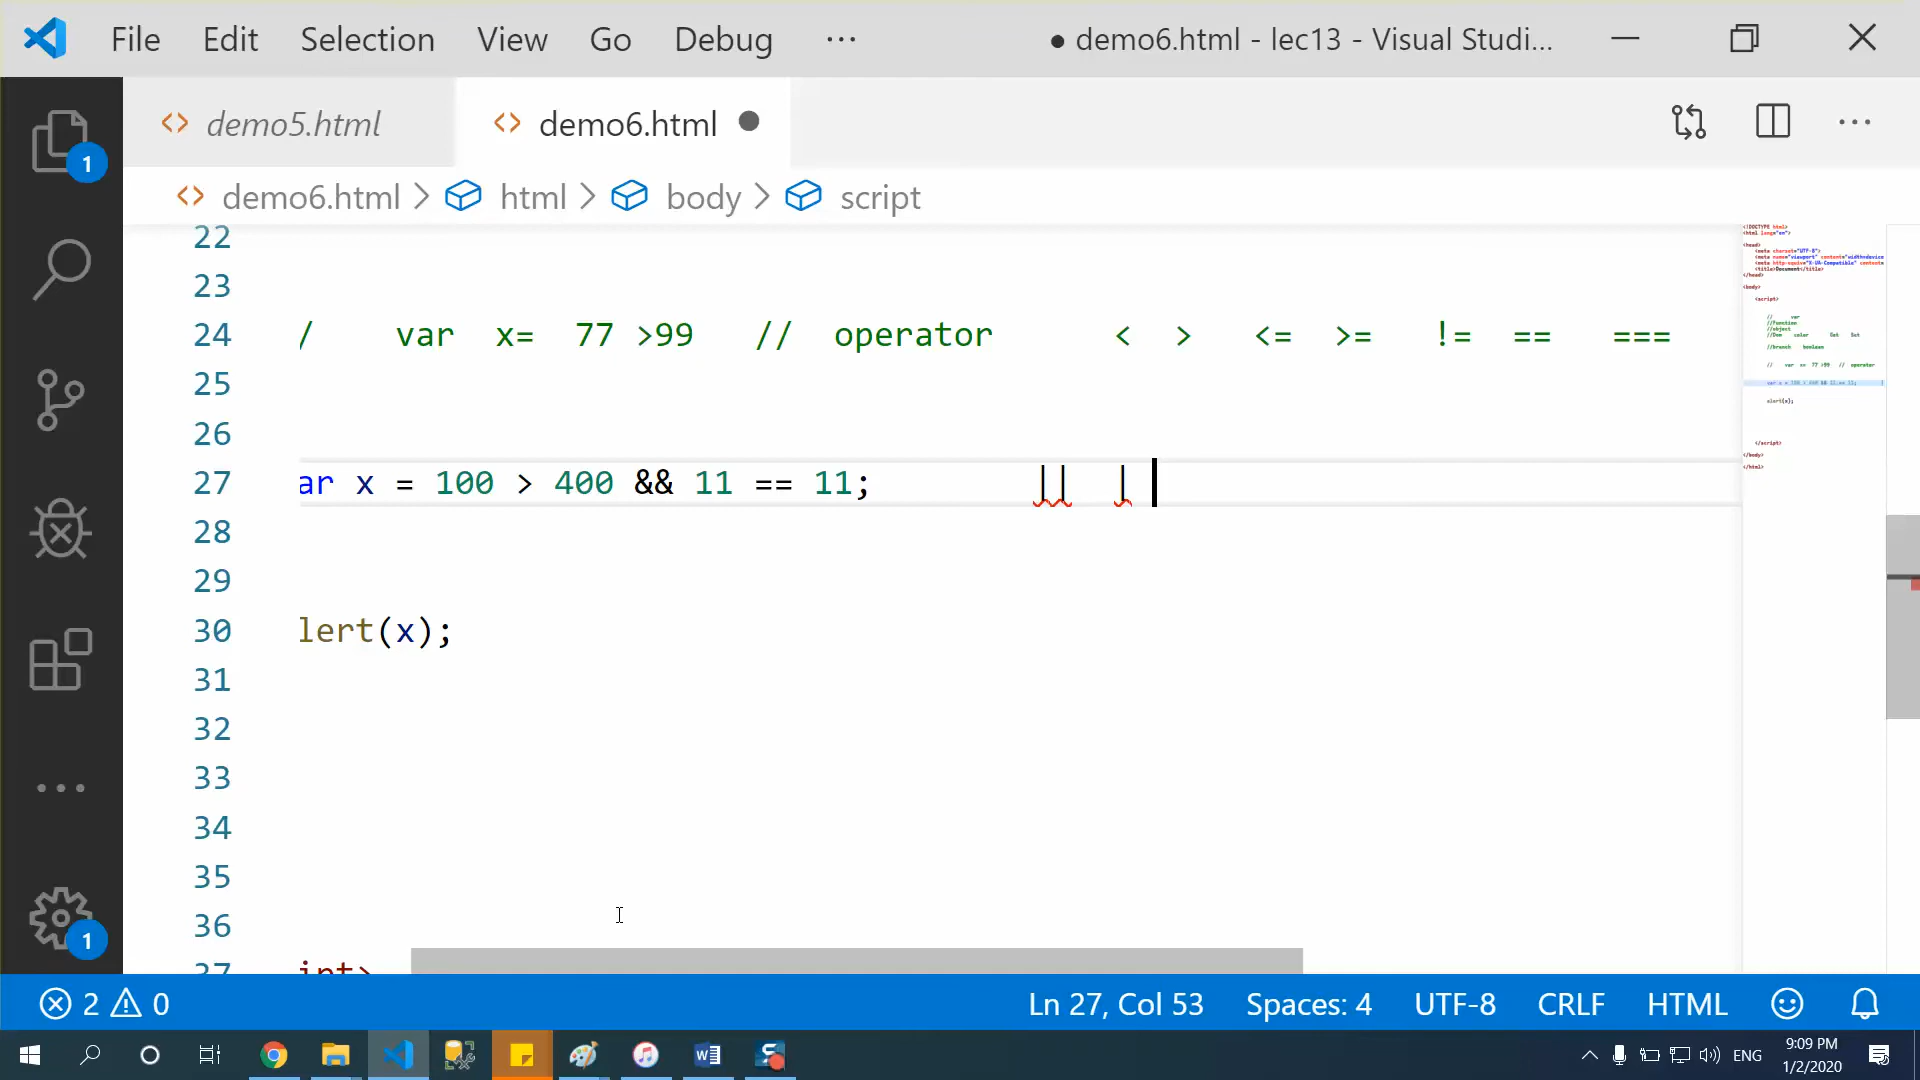 File Edit Selection View Go Debug ··· ● demo6.html - lec13 - Visual Studi...
demo5.html demo6.html ●
demo6.html > html > body > script
22
23
24 / var x= 77 >99 // operator < > <= >= != == ===
25
26
27 ar x = 100 > 400 && 11 == 11; || |
28
29
30 lert(x);
31
32
33
34
35
36
37
1
1
2 0 Ln 27, Col 53 Spaces: 4 UTF-8 CRLF HTML
ENG 9:09 PM
1/2/2020